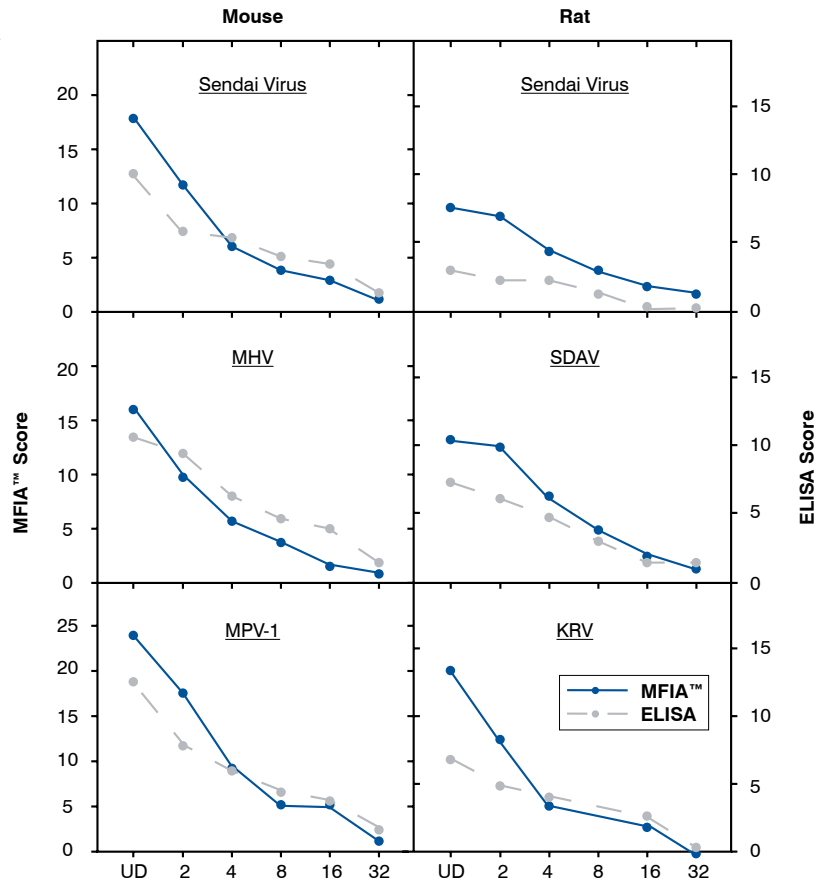 Mouse
Rat
Sendai Virus
Sendai Virus
20
15
10
5
0
15
10
5
0
MHV
SDAV
20
15
10
5
0
15
10
5
0
MFIA™ Score
ELISA Score
MPV-1
KRV
25
20
15
10
5
0
15
10
5
0
MFIA™
ELISA
UD 2 4 8 16 32
UD 2 4 8 16 32